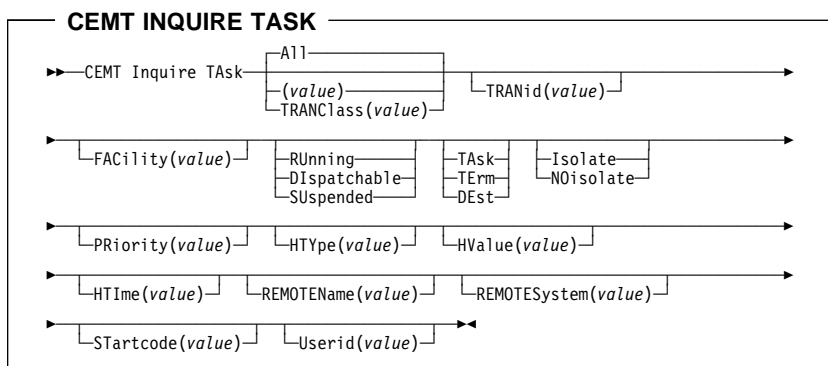 CEMT INQUIRE TASK
All
CEMT Inquire TAsk
(value)
TRANid(value)
TRANClass(value)
FACility(value)
RUnning
TAsk
Isolate
DIspatchable
TErm
NOisolate
SUspended
DEst
PRiority(value)
HTYpe(value)
HValue(value)
HTIme(value)
REMOTEName(value)
REMOTESystem(value)
STartcode(value)
Userid(value)